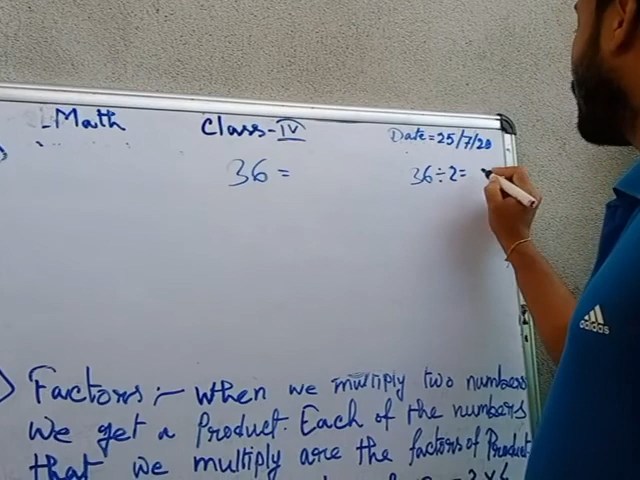 Math Class-IV Date=25/7/20
36 = 36÷2=
Factors :- When we multiply two numbers
We get a Product. Each of the numbers
that we multiply are the factors of Product
adidas